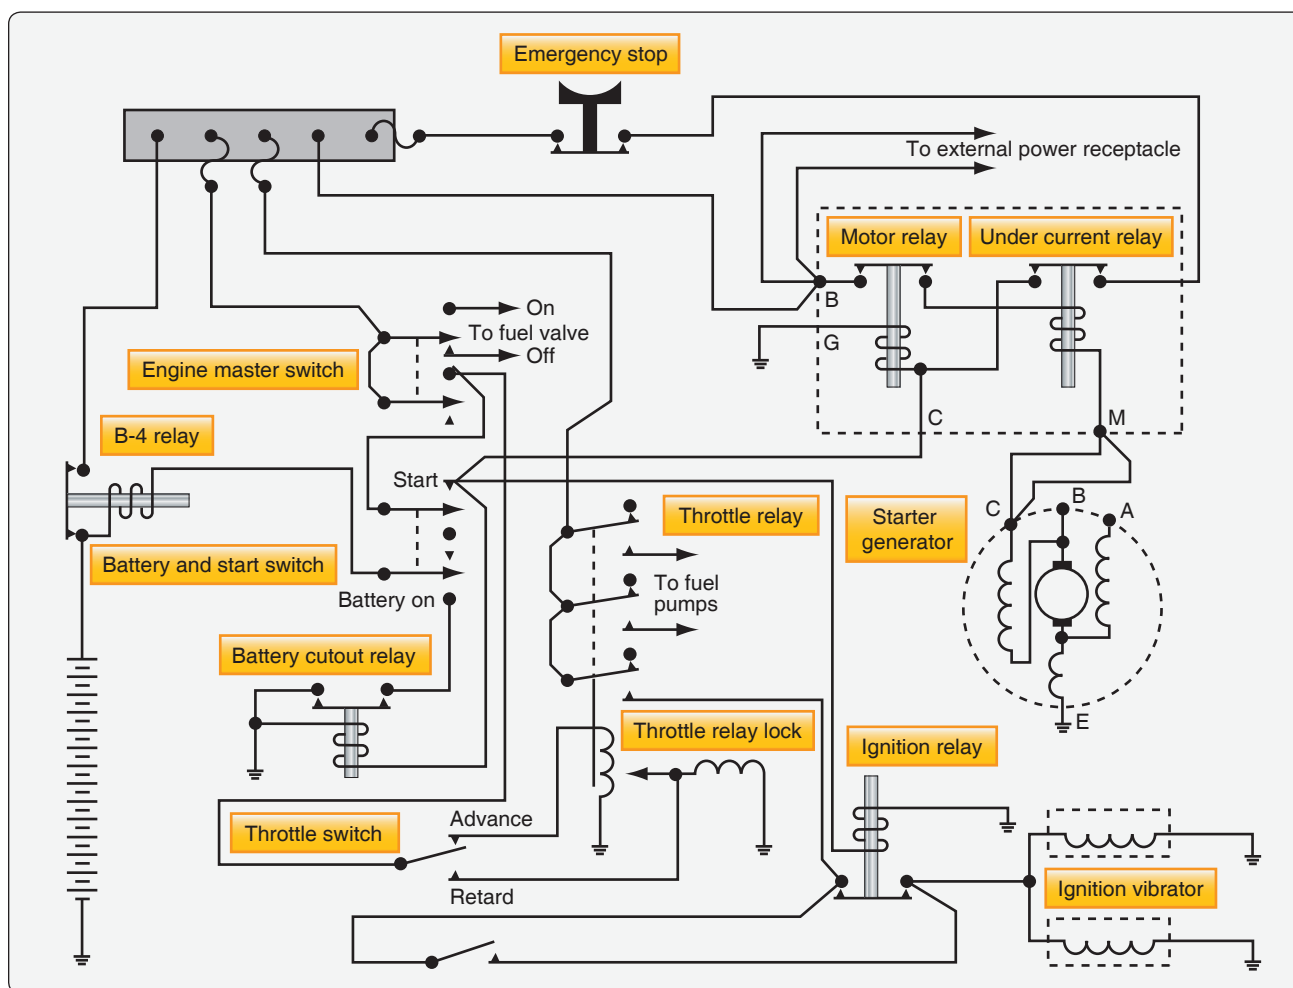 Emergency stop
To external power receptacle
Motor relay
Under current relay
B
G
C
M
On
To fuel valve
Off
Engine master switch
B-4 relay
Start
Battery and start switch
Battery on
Throttle relay
To fuel
pumps
Starter
generator
C
B
A
E
Battery cutout relay
Throttle relay lock
Ignition relay
Throttle switch
Advance
Retard
Ignition vibrator